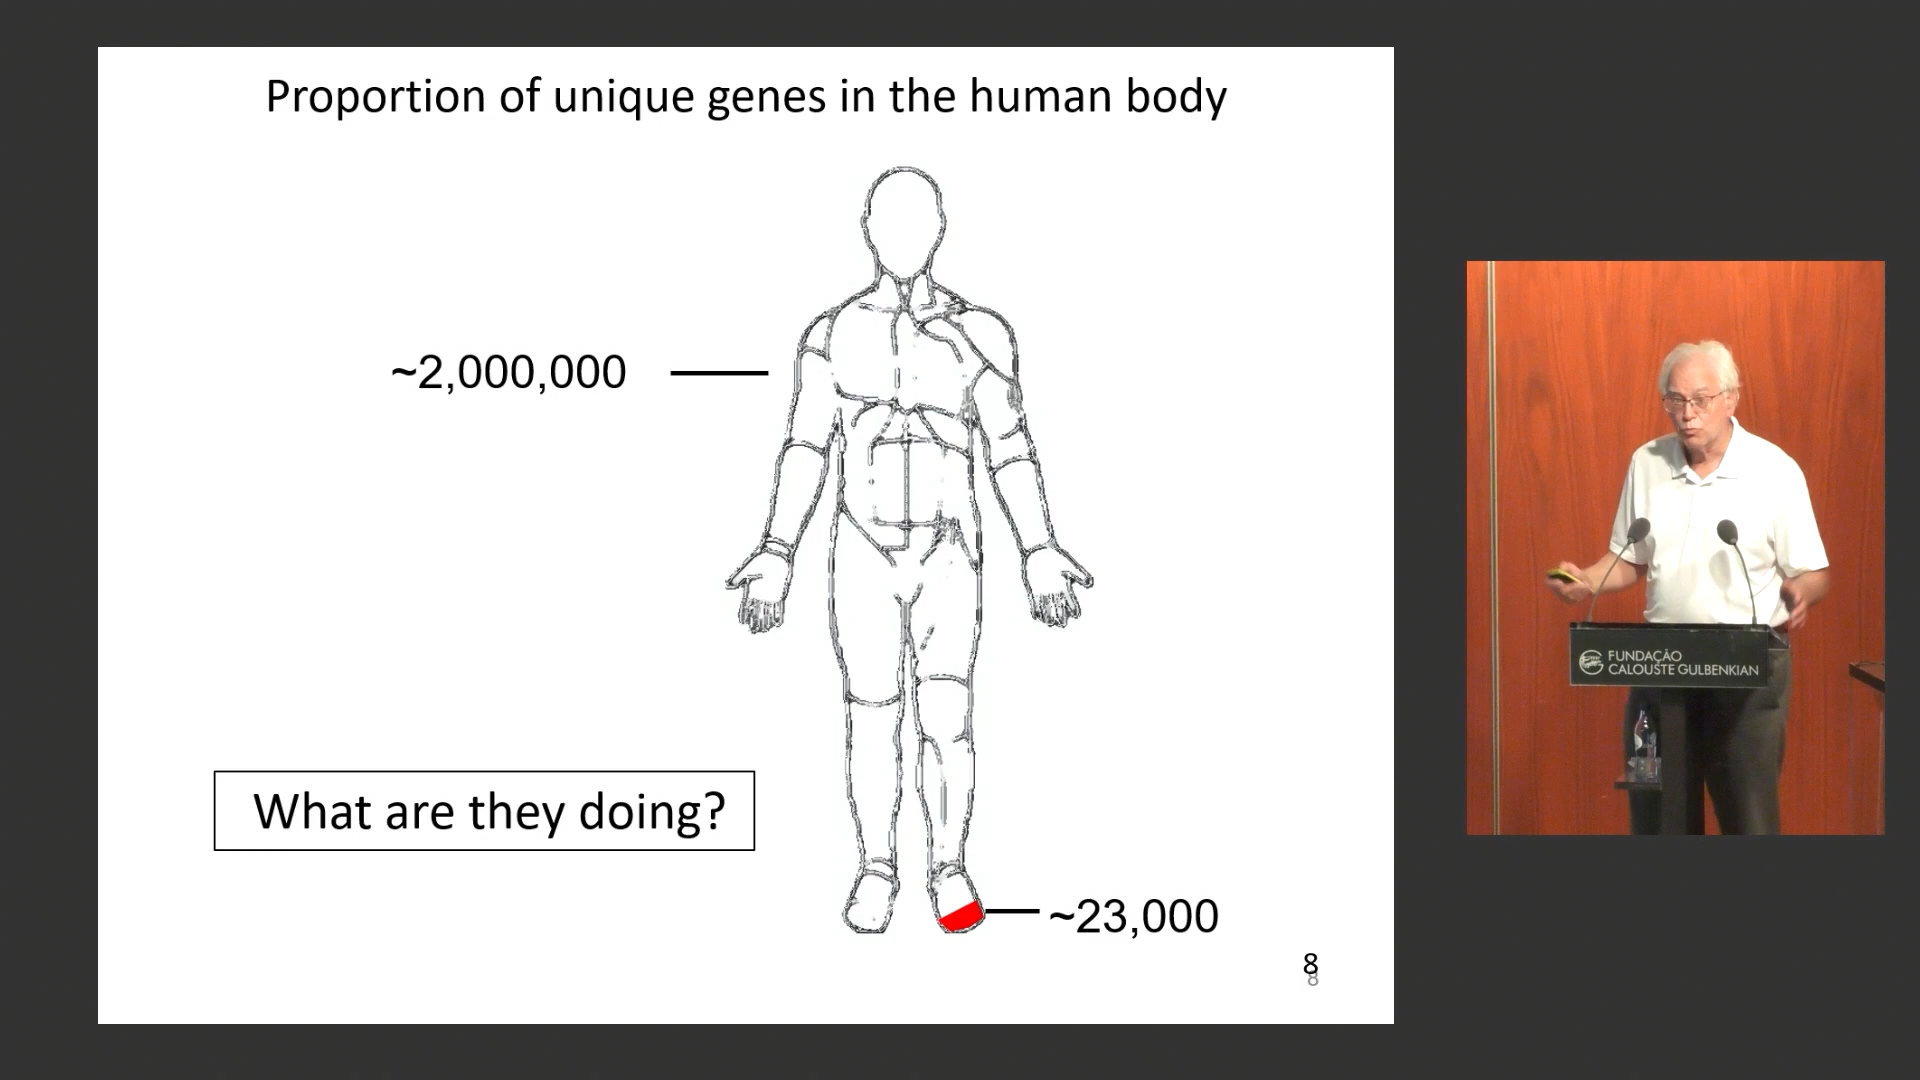 Proportion of unique genes in the human body
~2,000,000
What are they doing?
~23,000
8
8
FUNDAÇÃO
CALOUSTE GULBENKIAN